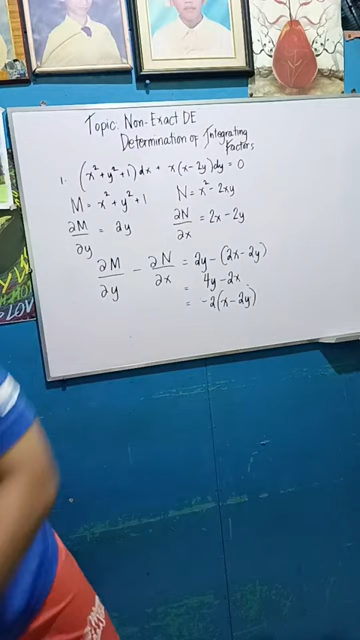 Topic: Non-Exact DE
Determination of Integrating
Factors
1. (x² + y² + 1)dx + x(x - 2y)dy = 0
M = x² + y² + 1 N = x² - 2xy
∂M/∂y = 2y ∂N/∂x = 2x - 2y
∂M/∂y - ∂N/∂x = 2y - (2x - 2y)
= 4y - 2x
= -2(x - 2y)